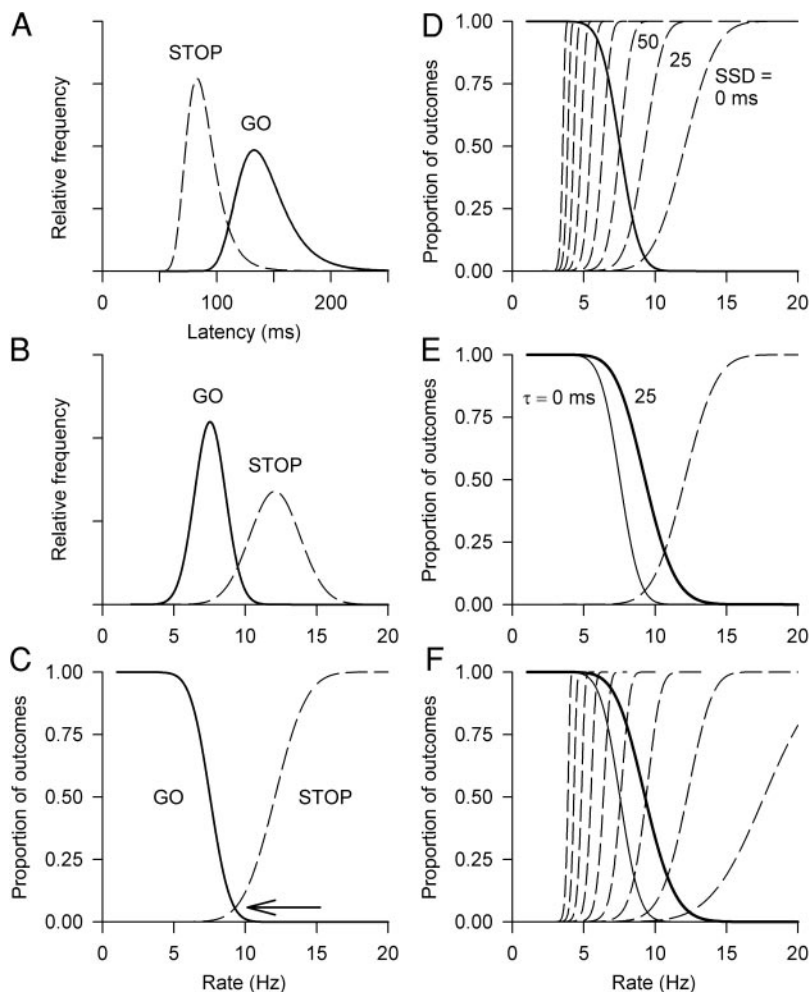 A
STOP
GO
Relative frequency
0 100 200
Latency (ms)
B
GO
STOP
Relative frequency
0 5 10 15 20
C
1.00
0.75
0.50
0.25
0.00
Proportion of outcomes
GO
STOP
0 5 10 15 20
Rate (Hz)
D
1.00
0.75
0.50
0.25
0.00
Proportion of outcomes
50
25
SSD =
0 ms
0 5 10 15 20
E
1.00
0.75
0.50
0.25
0.00
Proportion of outcomes
τ = 0 ms
25
0 5 10 15 20
F
1.00
0.75
0.50
0.25
0.00
Proportion of outcomes
0 5 10 15 20
Rate (Hz)